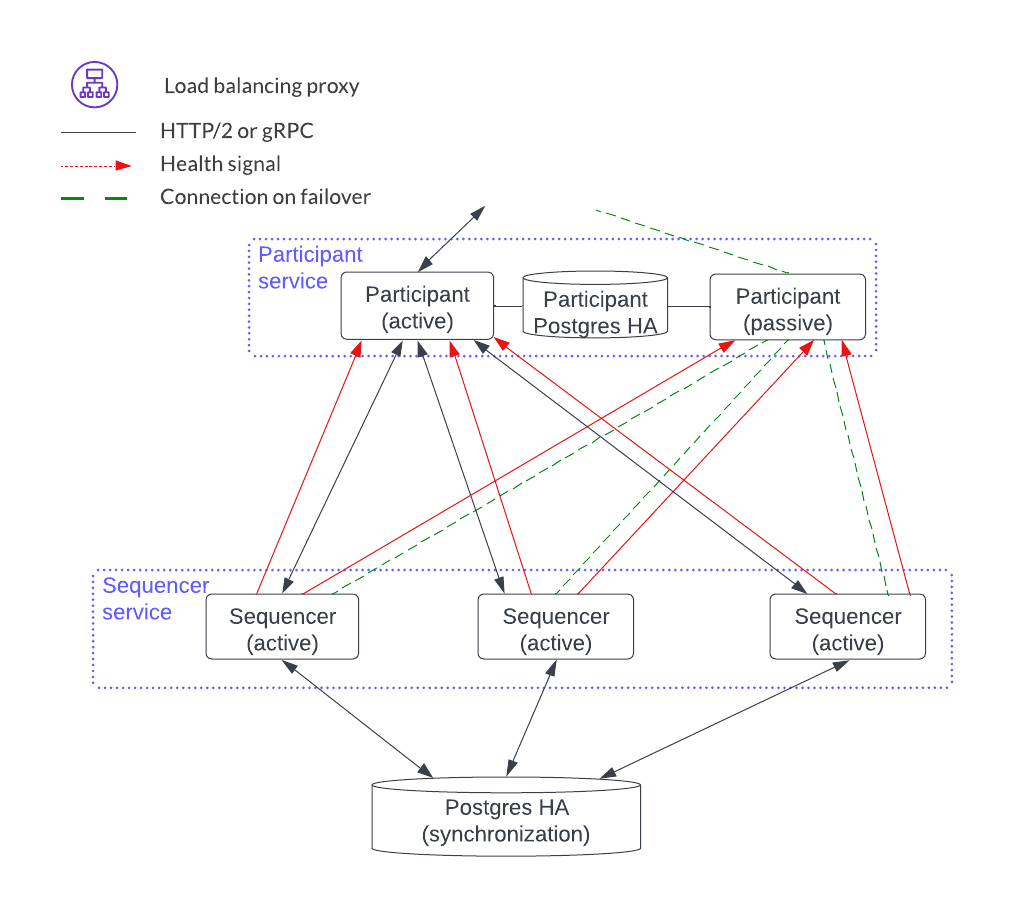 Load balancing proxy
HTTP/2 or gRPC
Health signal
Connection on failover
Participant
service
Participant
(active)
Participant
Postgres HA
Participant
(passive)
Sequencer
service
Sequencer
(active)
Sequencer
(active)
Sequencer
(active)
Postgres HA
(synchronization)